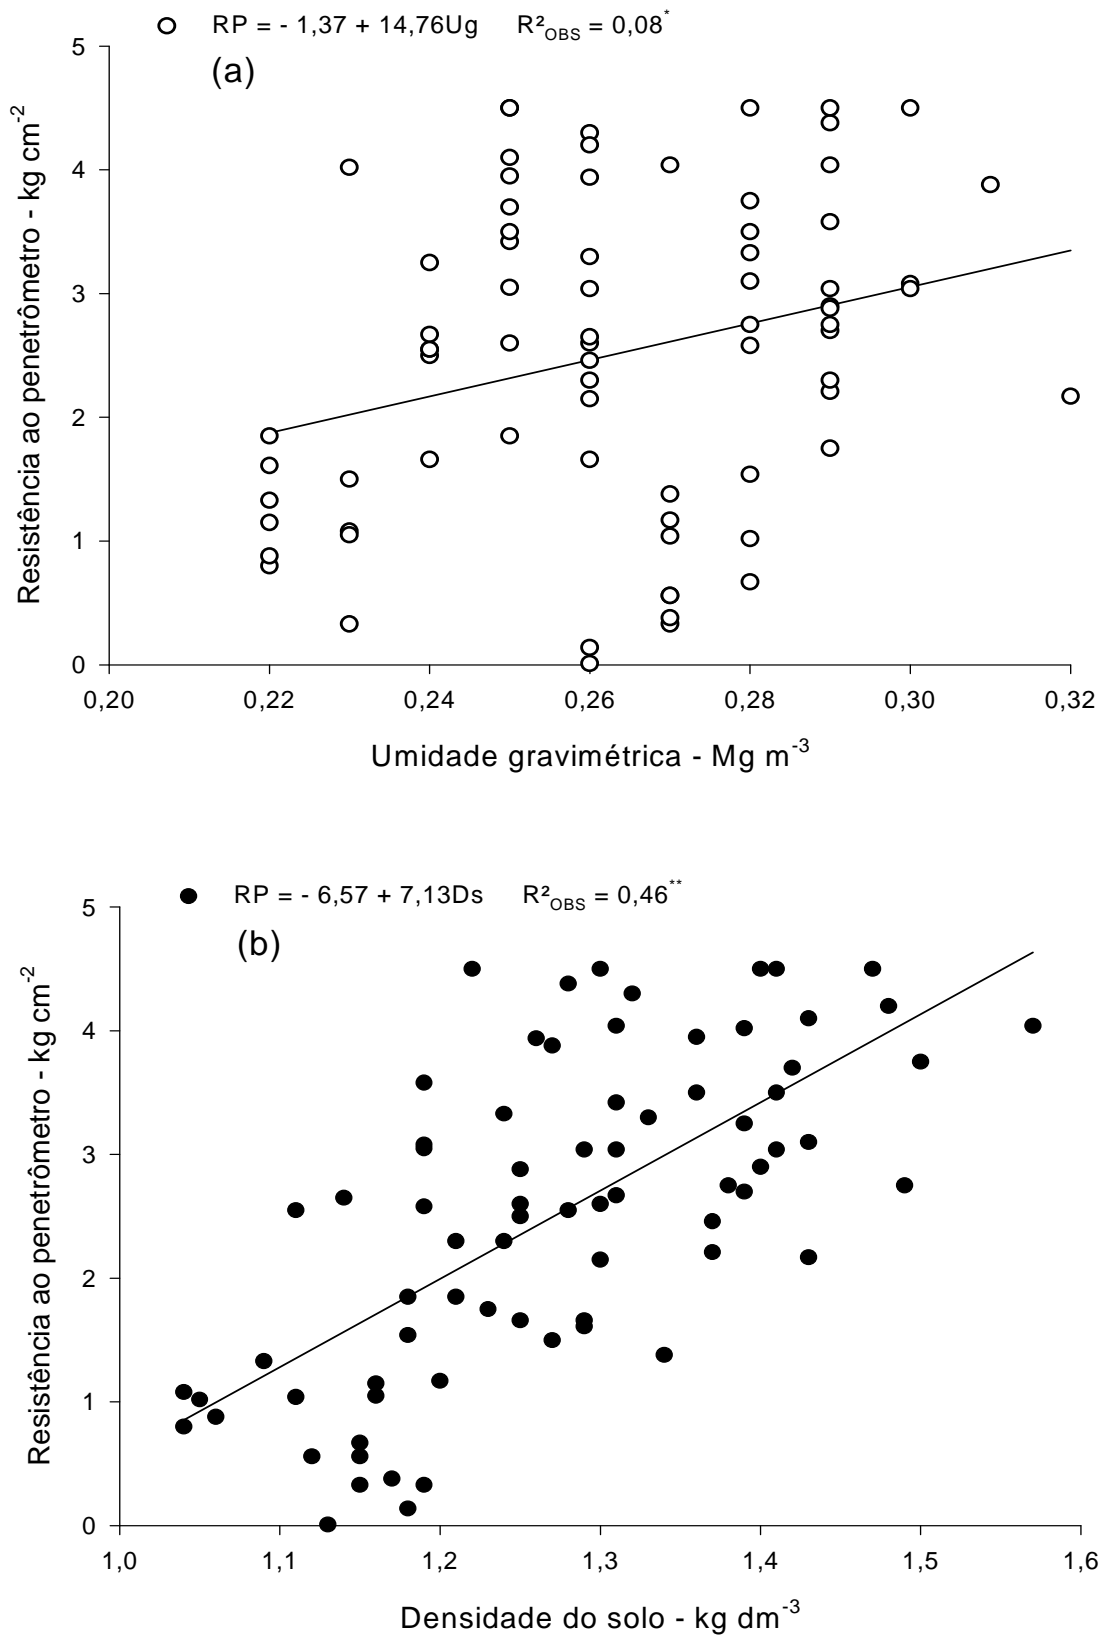 RP = - 1,37 + 14,76Ug R²OBS = 0,08*
(a)
5
4
3
2
1
0
Resistência ao penetrômetro - kg cm-2
0,20 0,22 0,24 0,26 0,28 0,30 0,32
Umidade gravimétrica - Mg m-3
RP = - 6,57 + 7,13Ds R²OBS = 0,46**
(b)
5
4
3
2
1
0
Resistência ao penetrômetro - kg cm-2
1,0 1,1 1,2 1,3 1,4 1,5 1,6
Densidade do solo - kg dm-3